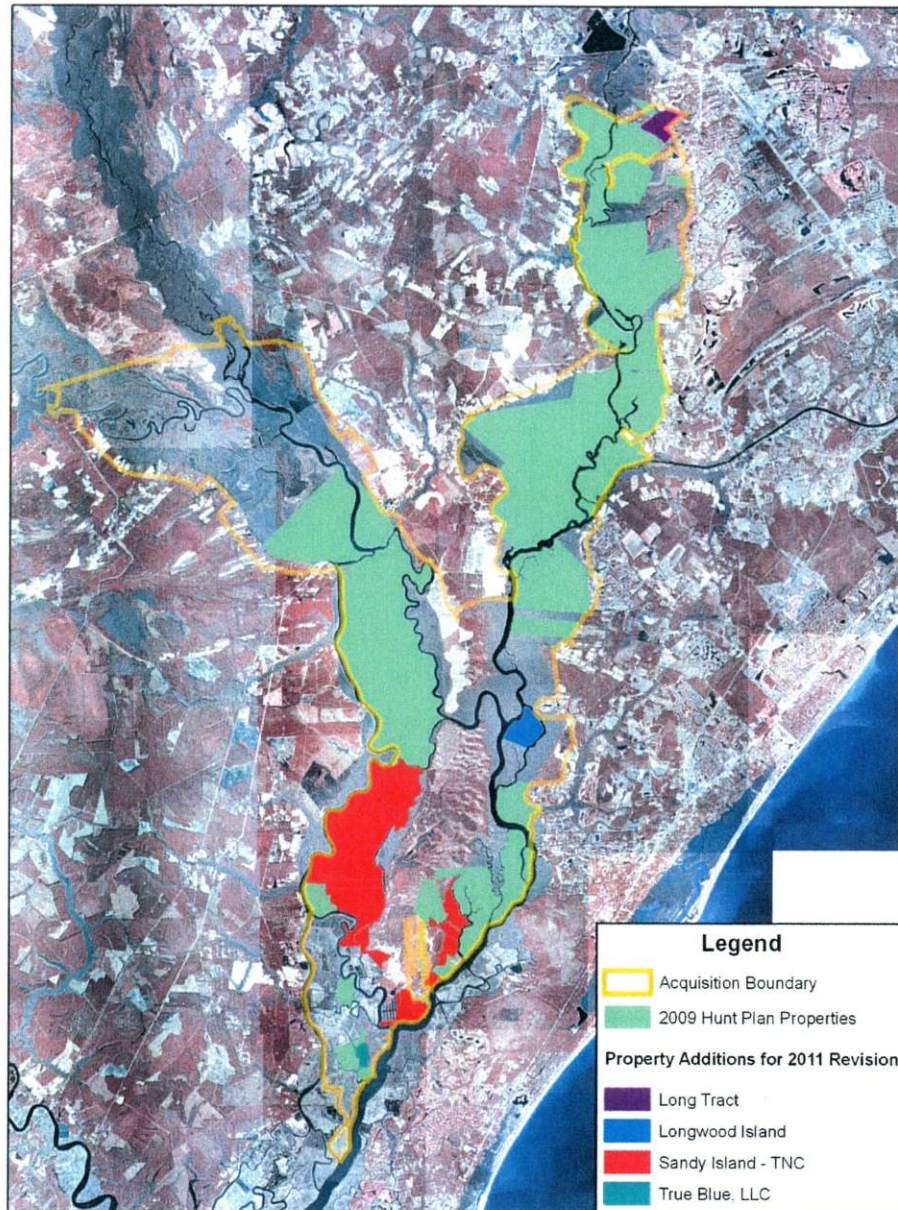 Legend
Acquisition Boundary
2009 Hunt Plan Properties
Property Additions for 2011 Revision
Long Tract
Longwood Island
Sandy Island - TNC
True Blue, LLC